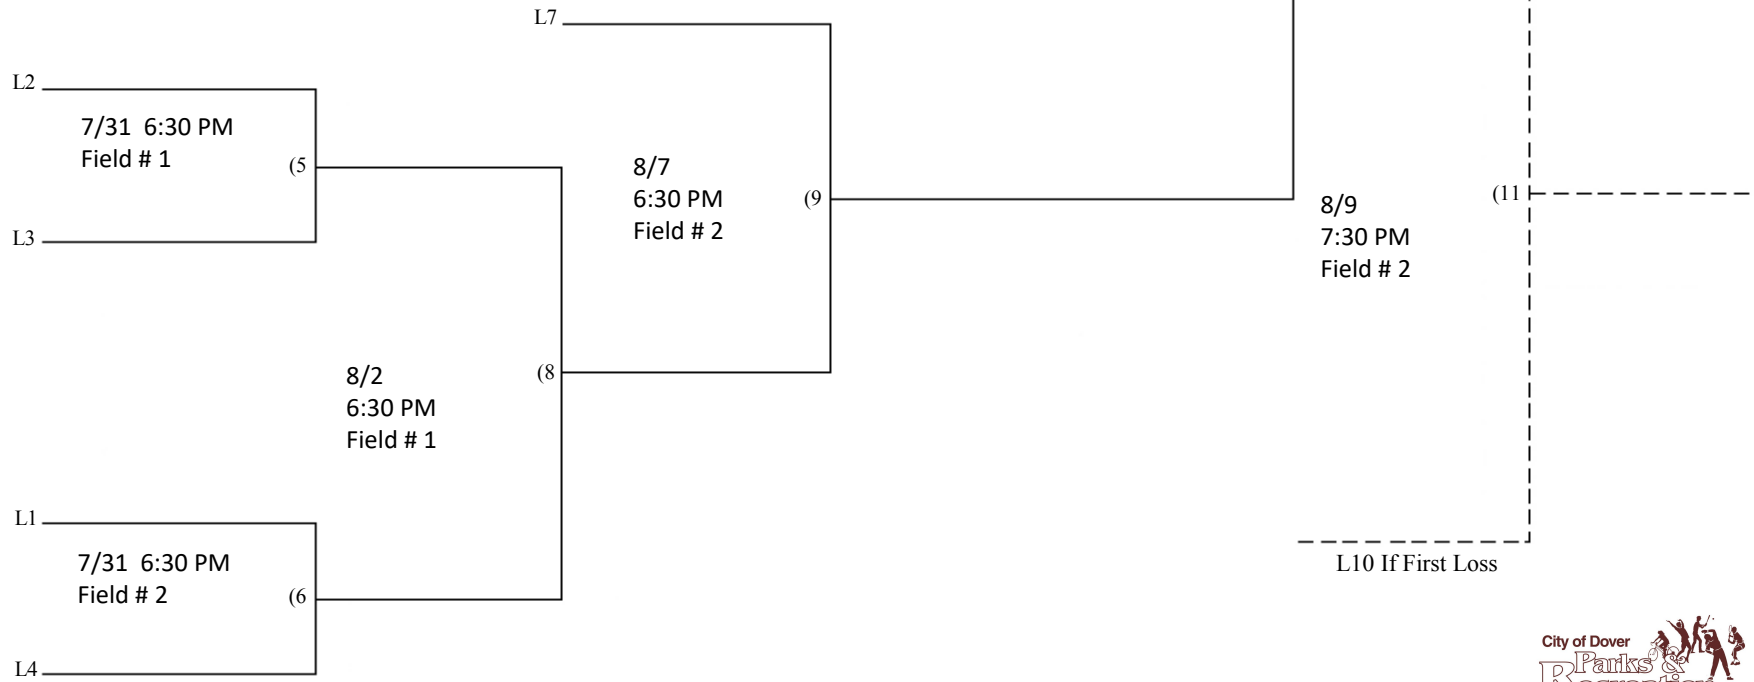 L7
L2
7/31  6:30 PM
Field # 1
(5
L3
8/7
6:30 PM
Field # 2
(9
8/9
7:30 PM
Field # 2
(11
8/2
6:30 PM
Field # 1
(8
L1
7/31  6:30 PM
Field # 2
(6
L4
L10 If First Loss
City of Dover
Parks &
Recreation